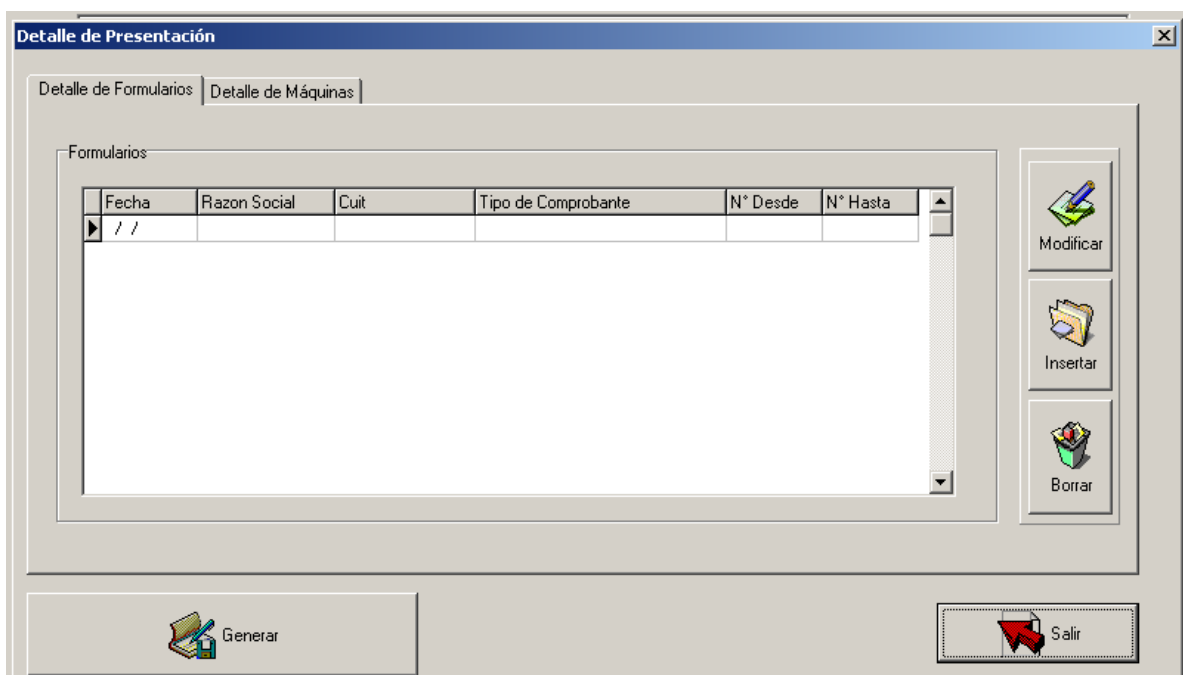 Detalle de Presentación
Detalle de Formularios Detalle de Máquinas
Formularios
Fecha Razon Social Cuit Tipo de Comprobante N° Desde N° Hasta
/ /
Modificar
Insertar
Borrar
Generar
Salir